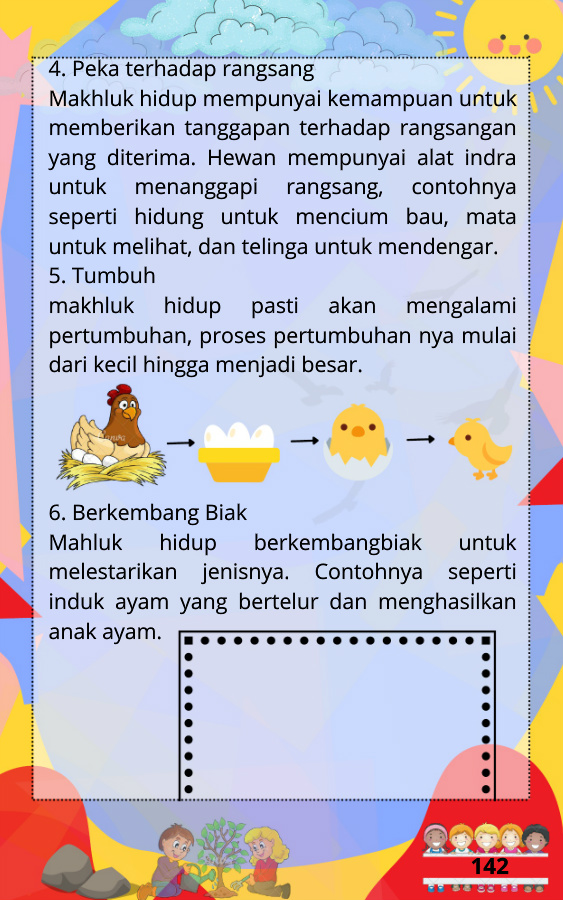 4. Peka terhadap rangsang
Makhluk hidup mempunyai kemampuan untuk
memberikan tanggapan terhadap rangsangan
yang diterima. Hewan mempunyai alat indra
untuk menanggapi rangsang, contohnya
seperti hidung untuk mencium bau, mata
untuk melihat, dan telinga untuk mendengar.
5. Tumbuh
makhluk hidup pasti akan mengalami
pertumbuhan, proses pertumbuhan nya mulai
dari kecil hingga menjadi besar.
6. Berkembang Biak
Mahluk hidup berkembangbiak untuk
melestarikan jenisnya. Contohnya seperti
induk ayam yang bertelur dan menghasilkan
anak ayam.
142